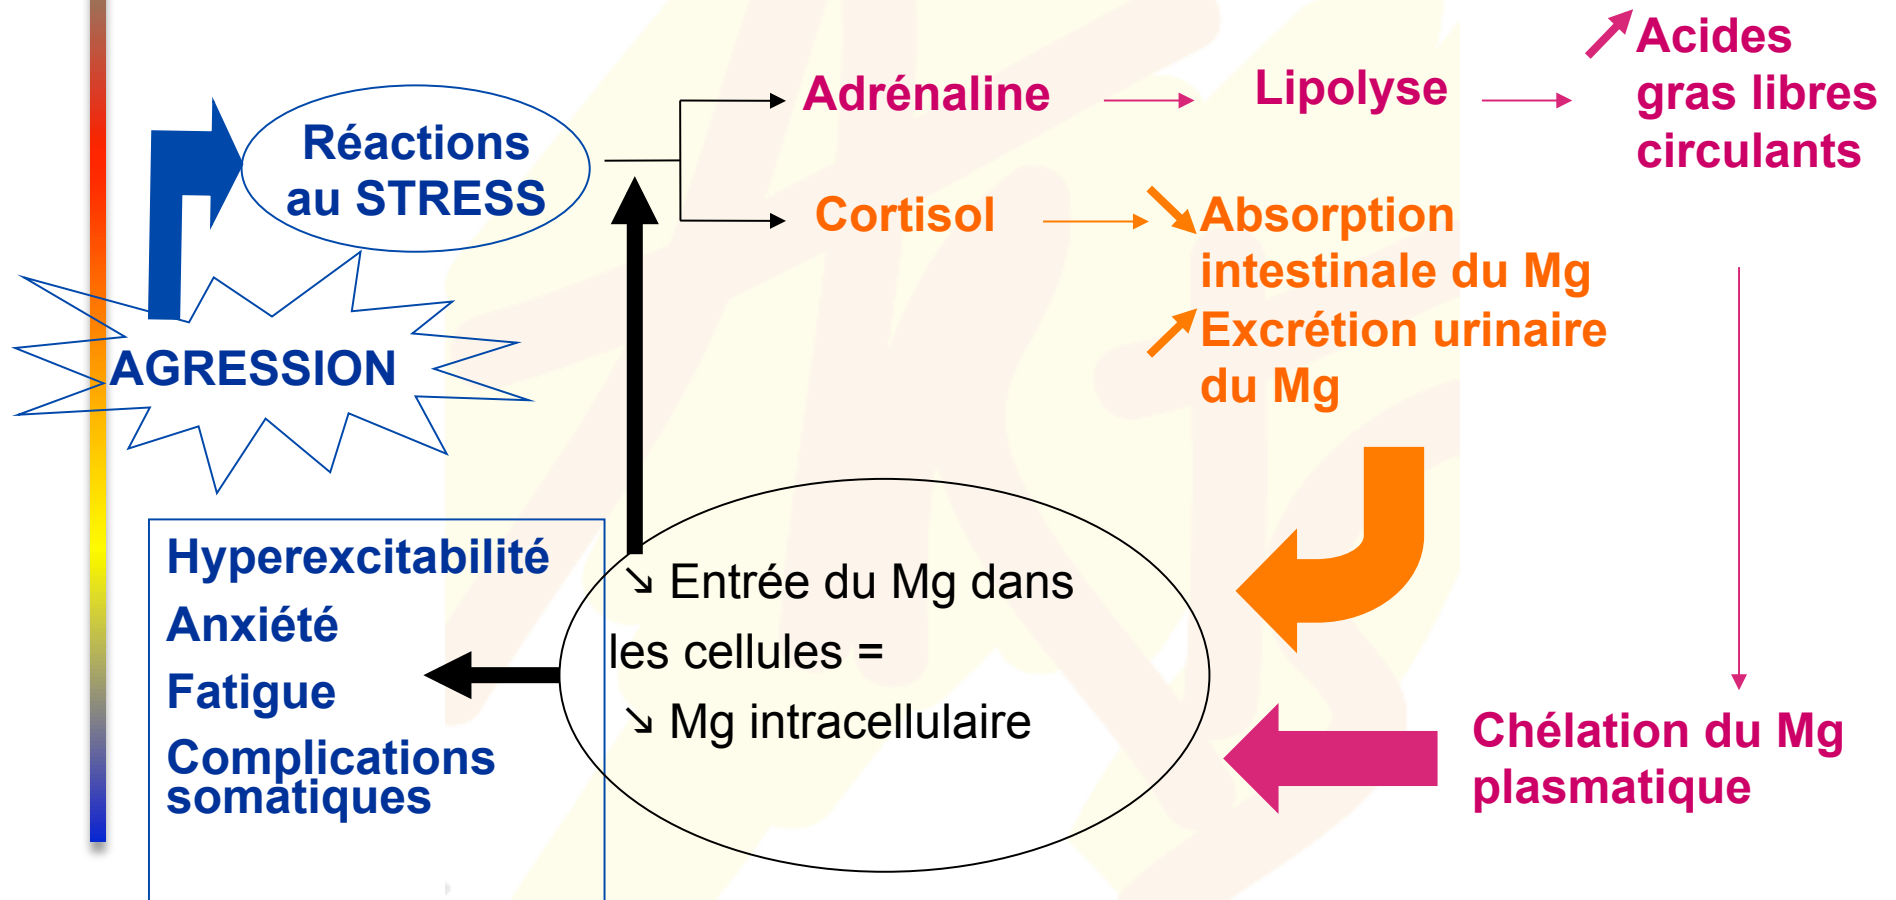 Réactions
au STRESS
AGRESSION
Adrénaline
Lipolyse
Acides
gras libres
circulants
Cortisol
Absorption
intestinale du Mg
Excrétion urinaire
du Mg
Hyperexcitabilité
Anxiété
Fatigue
Complications
somatiques
↘ Entrée du Mg dans
les cellules =
↘ Mg intracellulaire
Chélation du Mg
plasmatique